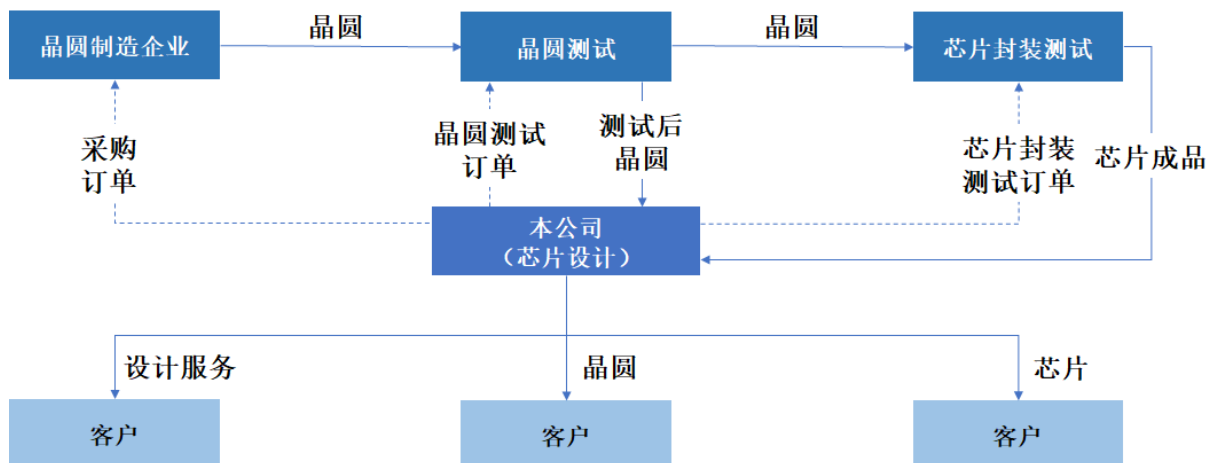 晶圆制造企业
晶圆
晶圆测试
晶圆
芯片封装测试
采购
订单
晶圆测试
订单
测试后
晶圆
芯片封装
测试订单
芯片成品
本公司
（芯片设计）
设计服务
晶圆
芯片
客户
客户
客户